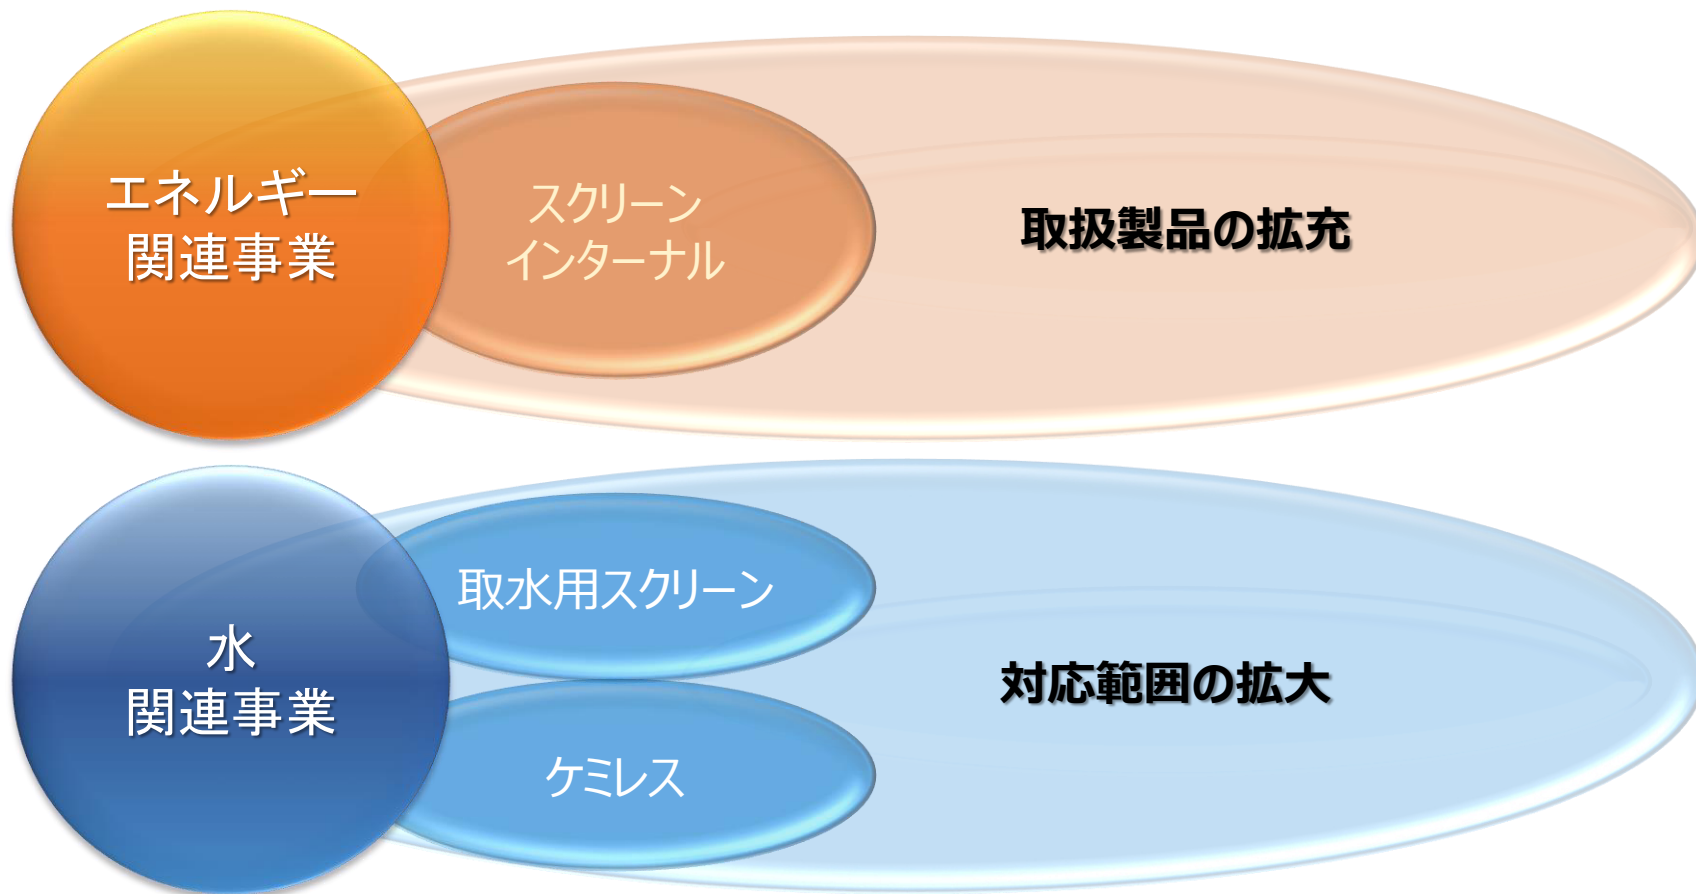 エネルギー
関連事業
スクリーン
インターナル
取扱製品の拡充
水
関連事業
取水用スクリーン
ケミレス
対応範囲の拡大